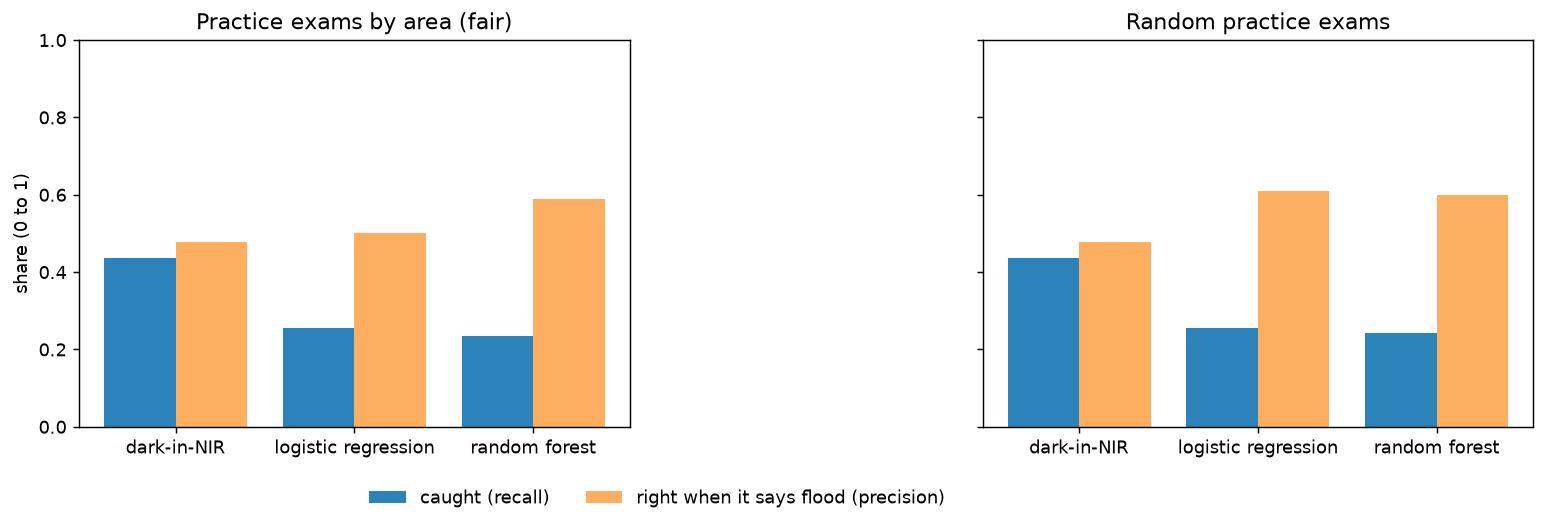 Practice exams by area (fair)
Random practice exams
1.0
0.8
0.6
0.4
0.2
0.0
share (0 to 1)
dark-in-NIR
logistic regression
random forest
dark-in-NIR
logistic regression
random forest
caught (recall)
right when it says flood (precision)